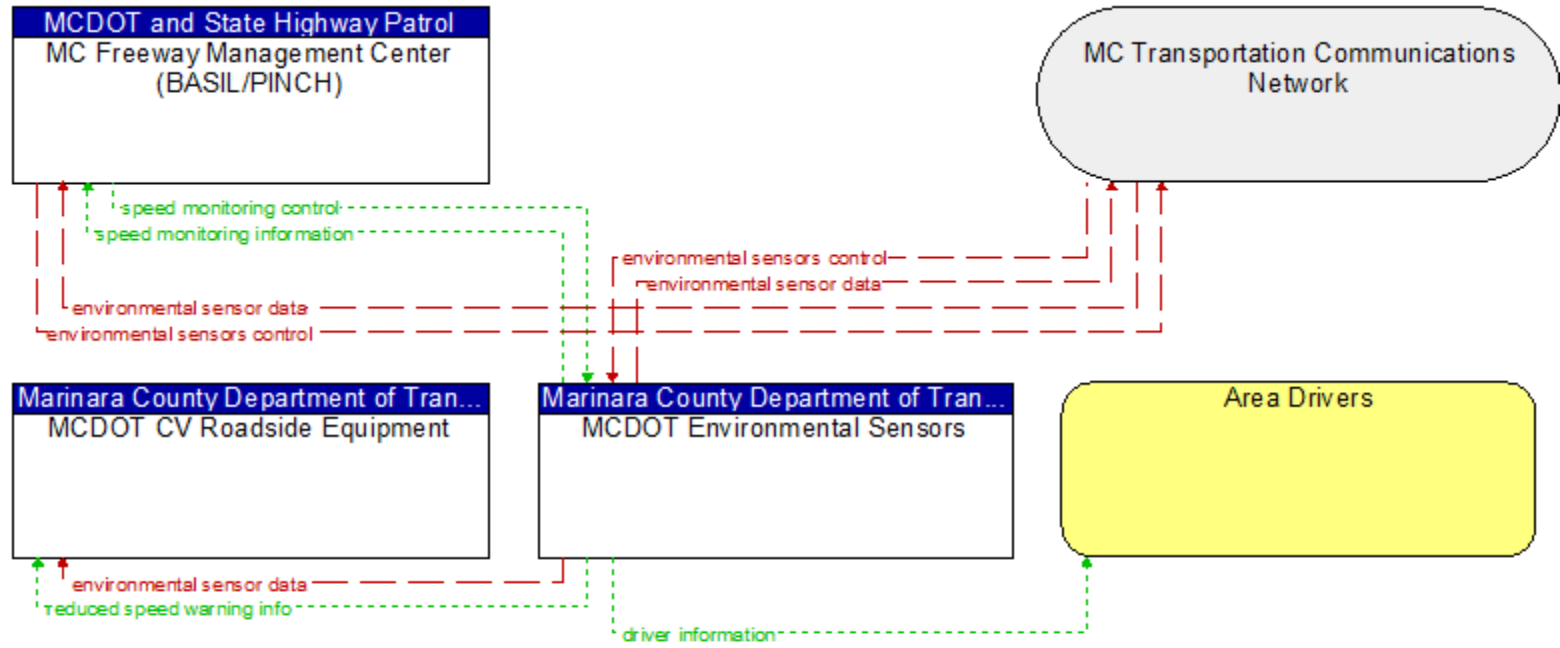 MCDOT and State Highway Patrol
MC Freeway Management Center
(BASIL/PINCH)
MC Transportation Communications
Network
speed monitoring control
speed monitoring information
environmental sensors control
environmental sensor data
environmental sensor data
environmental sensors control
Marinara County Department of Tran...
MCDOT CV Roadside Equipment
Marinara County Department of Tran...
MCDOT Environmental Sensors
Area Drivers
environmental sensor data
reduced speed warning info
driver information